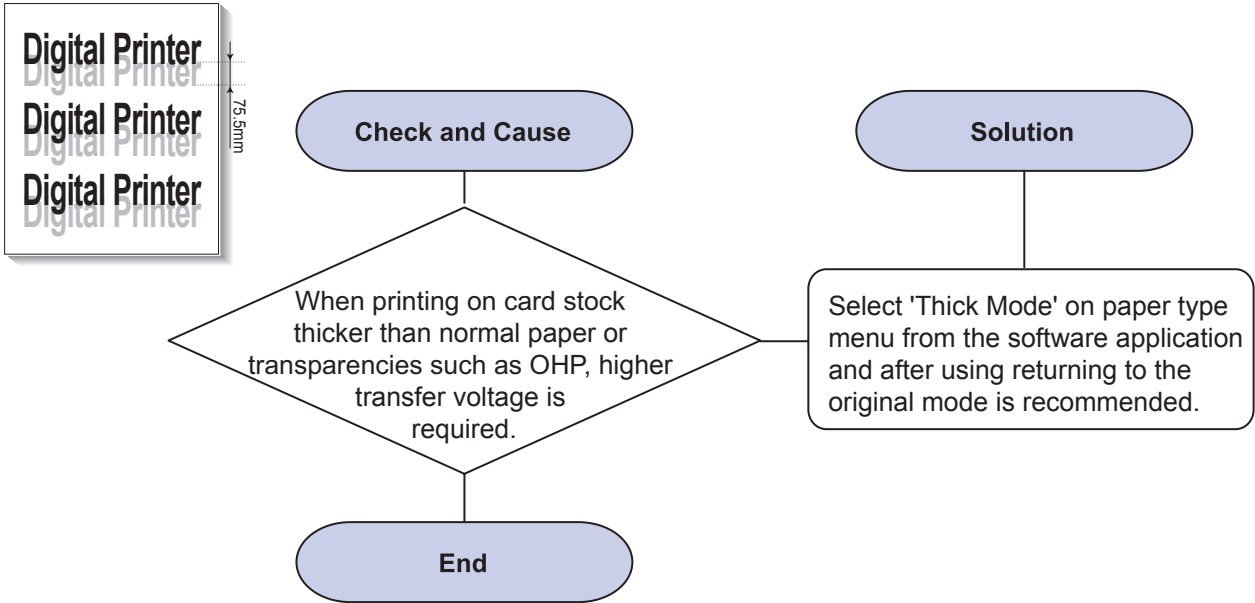 Digital Printer
Digital Printer
75.5mm
Digital Printer
Digital Printer
Digital Printer
Digital Printer
Check and Cause
When printing on card stock
thicker than normal paper or
transparencies such as OHP, higher
transfer voltage is
required.
End
Solution
Select 'Thick Mode' on paper type
menu from the software application
and after using returning to the
original mode is recommended.